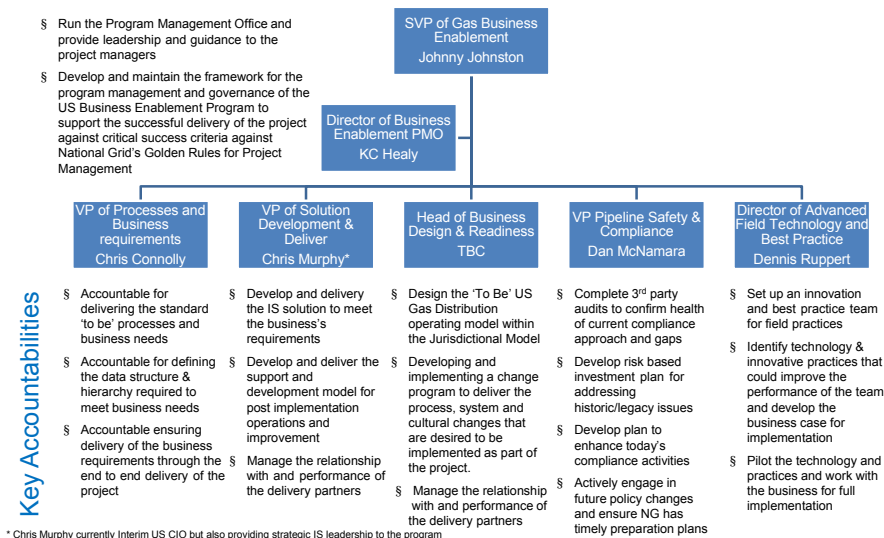 § Run the Program Management Office and
provide leadership and guidance to the
project managers
§ Develop and maintain the framework for the
program management and governance of the
US Business Enablement Program to
support the successful delivery of the project
against critical success criteria against
National Grid's Golden Rules for Project
Management
SVP of Gas Business
Enablement
Johnny Johnston
Director of Business
Enablement PMO
KC Healy
VP of Processes and
Business
requirements
Chris Connolly
VP of Solution
Development &
Deliver
Chris Murphy*
Head of Business
Design & Readiness
TBC
VP Pipeline Safety &
Compliance
Dan McNamara
Director of Advanced
Field Technology and
Best Practice
Dennis Ruppert
Key Accountabilities
§ Accountable for
delivering the standard
'to be' processes and
business needs
§ Accountable for defining
the data structure &
hierarchy required to
meet business needs
§ Accountable ensuring
delivery of the business
requirements through the
end to end delivery of the
project
§ Develop and delivery
the IS solution to meet
the business's
requirements
§ Develop and deliver the
support and
development model for
post implementation
operations and
improvement
§ Manage the relationship
with and performance of
the delivery partners
§ Design the 'To Be' US
Gas Distribution
operating model within
the Jurisdictional Model
§ Developing and
implementing a change
program to deliver the
process, system and
cultural changes that
are desired to be
implemented as part of
the project.
§ Manage the relationship
with and performance of
the delivery partners
§ Complete 3rd party
audits to confirm health
of current compliance
approach and gaps
§ Develop risk based
investment plan for
addressing
historic/legacy issues
§ Develop plan to
enhance today's
compliance activities
§ Actively engage in
future policy changes
and ensure NG has
timely preparation plans
§ Set up an innovation
and best practice team
for field practices
§ Identify technology &
innovative practices that
could improve the
performance of the team
and develop the
business case for
implementation
§ Pilot the technology and
practices and work with
the business for full
implementation
* Chris Murphy currently Interim US CIO but also providing strategic IS leadership to the program